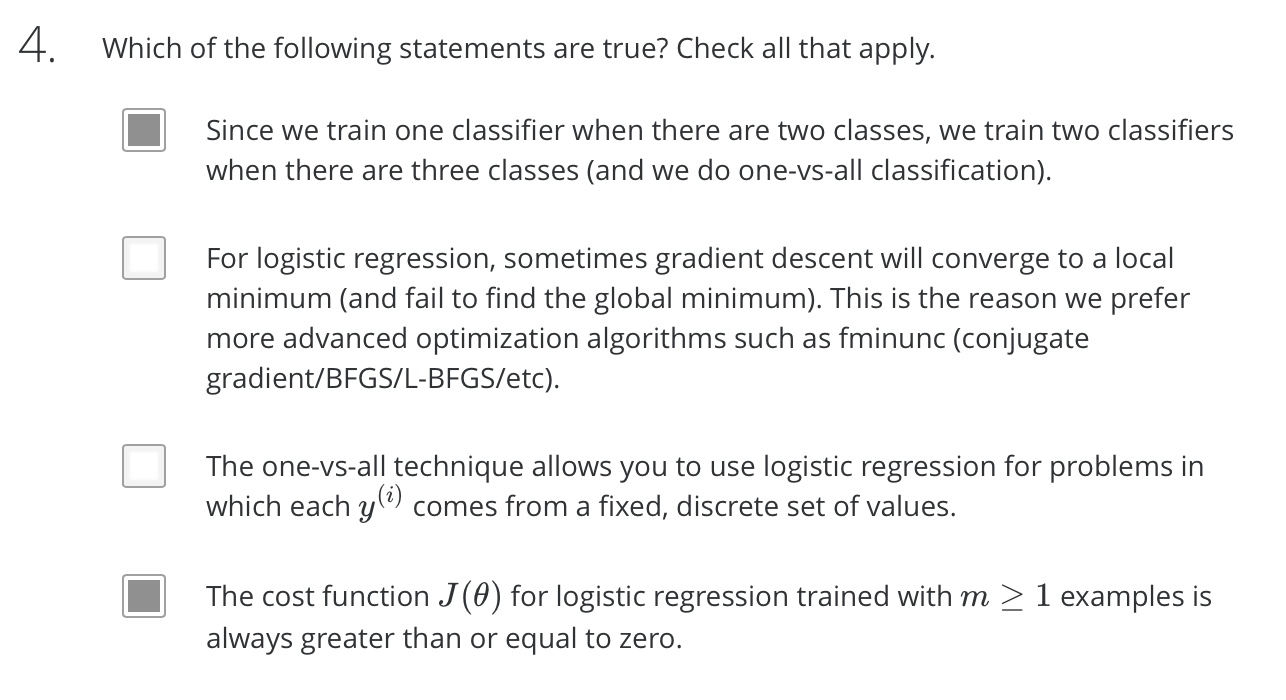 4. Which of the following statements are true? Check all that apply.
Since we train one classifier when there are two classes, we train two classifiers
when there are three classes (and we do one-vs-all classification).
For logistic regression, sometimes gradient descent will converge to a local
minimum (and fail to find the global minimum). This is the reason we prefer
more advanced optimization algorithms such as fminunc (conjugate
gradient/BFGS/L-BFGS/etc).
The one-vs-all technique allows you to use logistic regression for problems in
which each y^(i) comes from a fixed, discrete set of values.
The cost function J(θ) for logistic regression trained with m ≥ 1 examples is
always greater than or equal to zero.